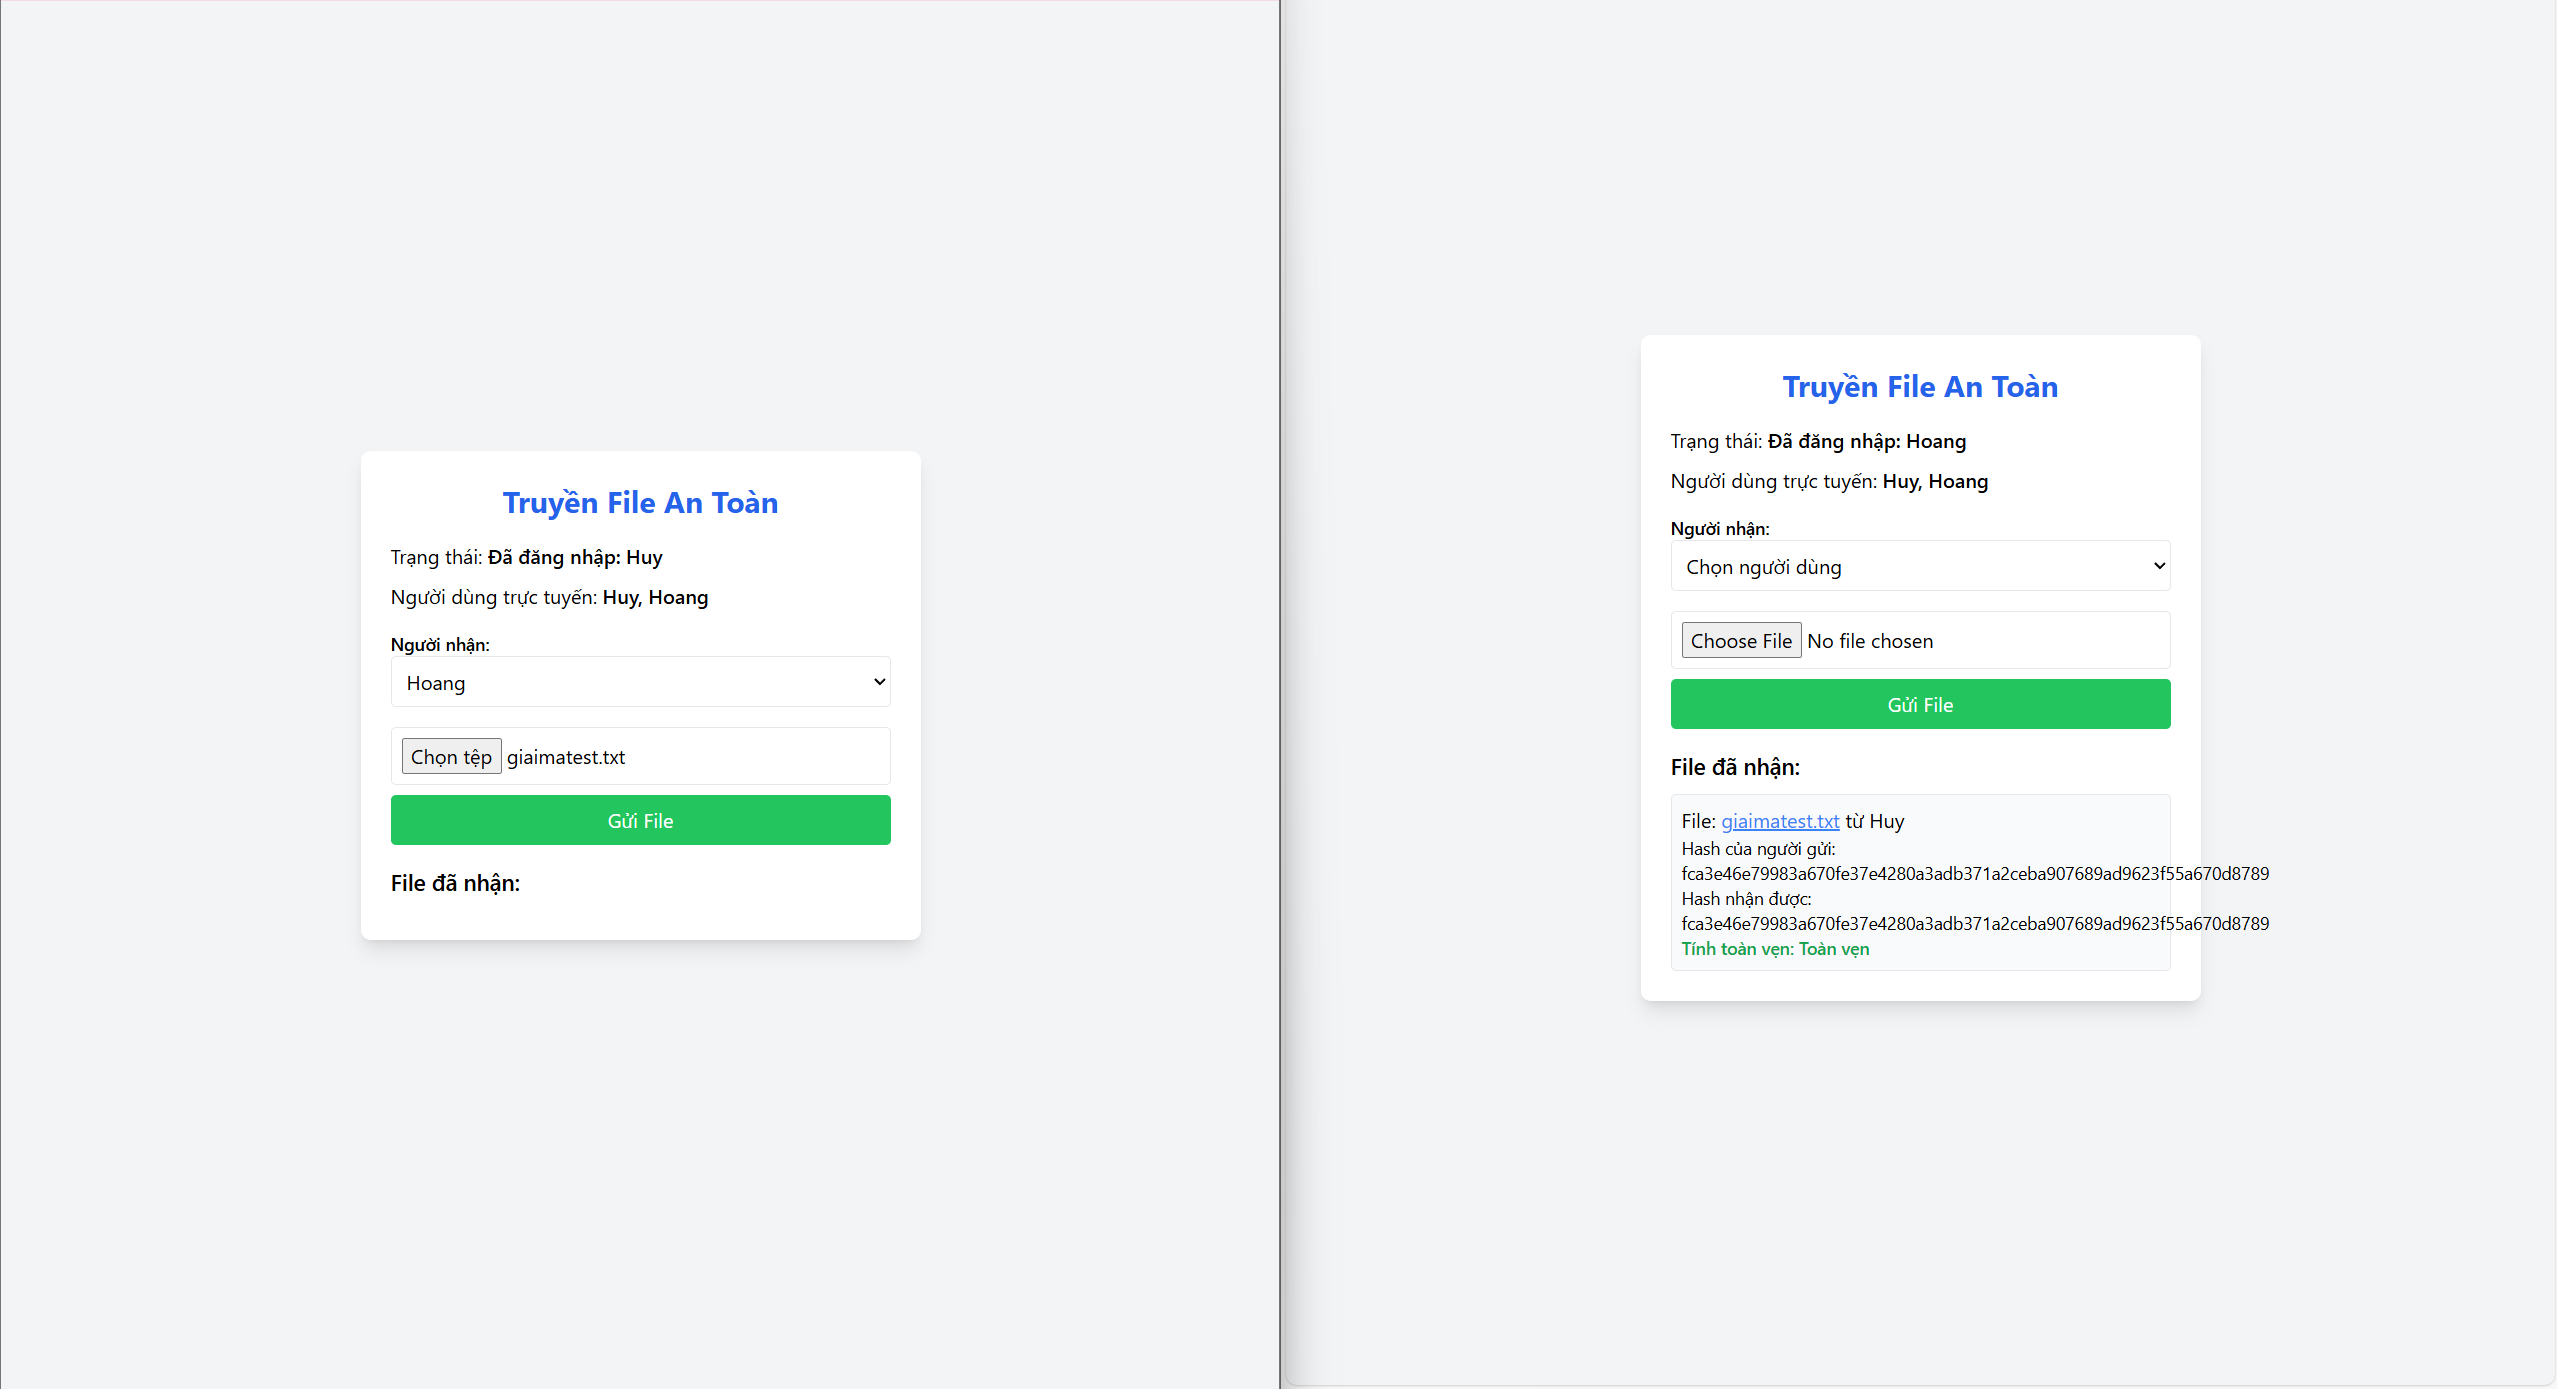 Truyền File An Toàn
Trạng thái: Đã đăng nhập: Huy
Người dùng trực tuyến: Huy, Hoang
Người nhận:
Hoang
Chọn tệp giaimatest.txt
Gửi File
File đã nhận:
Truyền File An Toàn
Trạng thái: Đã đăng nhập: Hoang
Người dùng trực tuyến: Huy, Hoang
Người nhận:
Chọn người dùng
Choose File No file chosen
Gửi File
File đã nhận:
File: giaimatest.txt từ Huy
Hash của người gửi:
fca3e46e79983a670fe37e4280a3adb371a2ceba907689ad9623f55a670d8789
Hash nhận được:
fca3e46e79983a670fe37e4280a3adb371a2ceba907689ad9623f55a670d8789
Tính toàn vẹn: Toàn vẹn